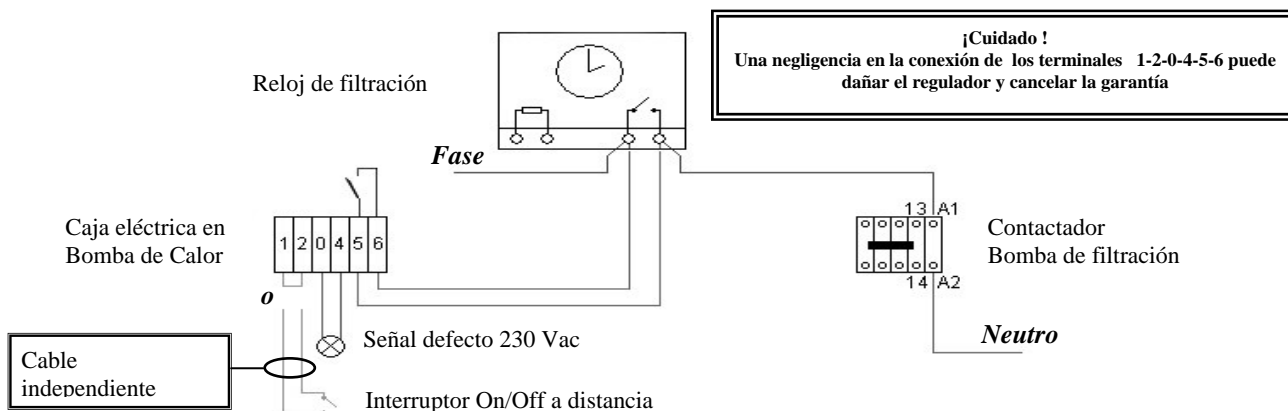 ¡Cuidado !
Una negligencia en la conexión de los terminales 1-2-0-4-5-6 puede
dañar el regulador y cancelar la garantía
Reloj de filtración
Fase
Caja eléctrica en
Bomba de Calor
1 2 0 4 5 6
13 A1
Contactador
Bomba de filtración
14 A2
o
Señal defecto 230 Vac
Neutro
Cable
independiente
Interruptor On/Off a distancia